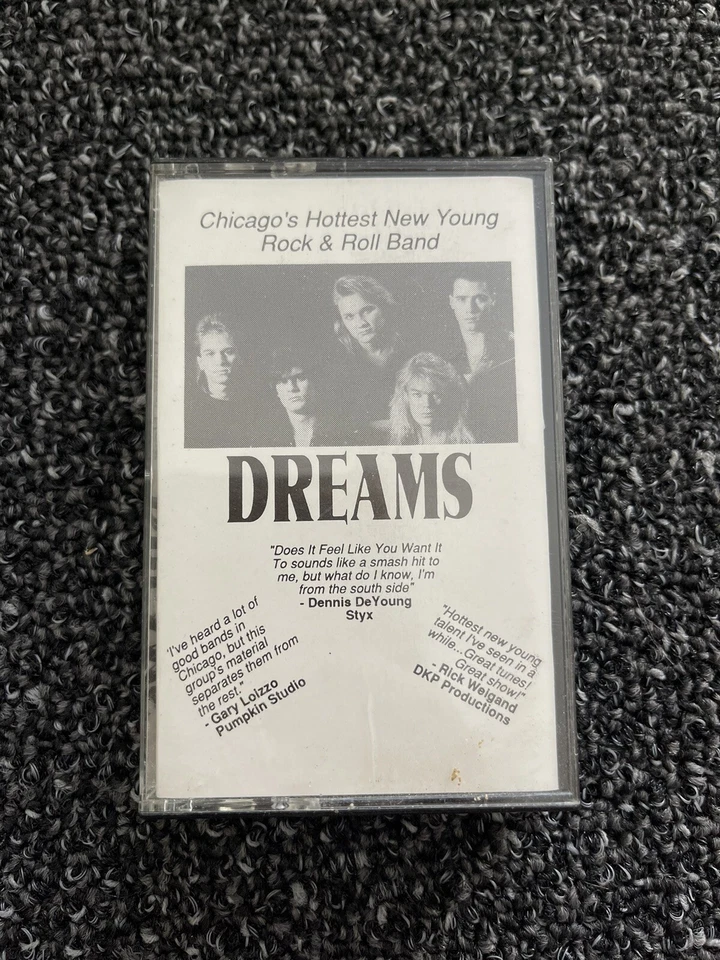 Chicago's Hottest New Young
Rock & Roll Band
DREAMS
"Does It Feel Like You Want It
To sounds like a smash hit to
me, but what do I know, I'm
from the south side"
- Dennis DeYoung
Styx
"I've heard a lot of
good bands in
Chicago, but this
group's material
separates them from
the rest."
- Gary Loizzo
Pumpkin Studio
"Hottest new young
talent I've seen in a
while...Great tunes!
Great show!"
- Rick Weigand
DKP Productions